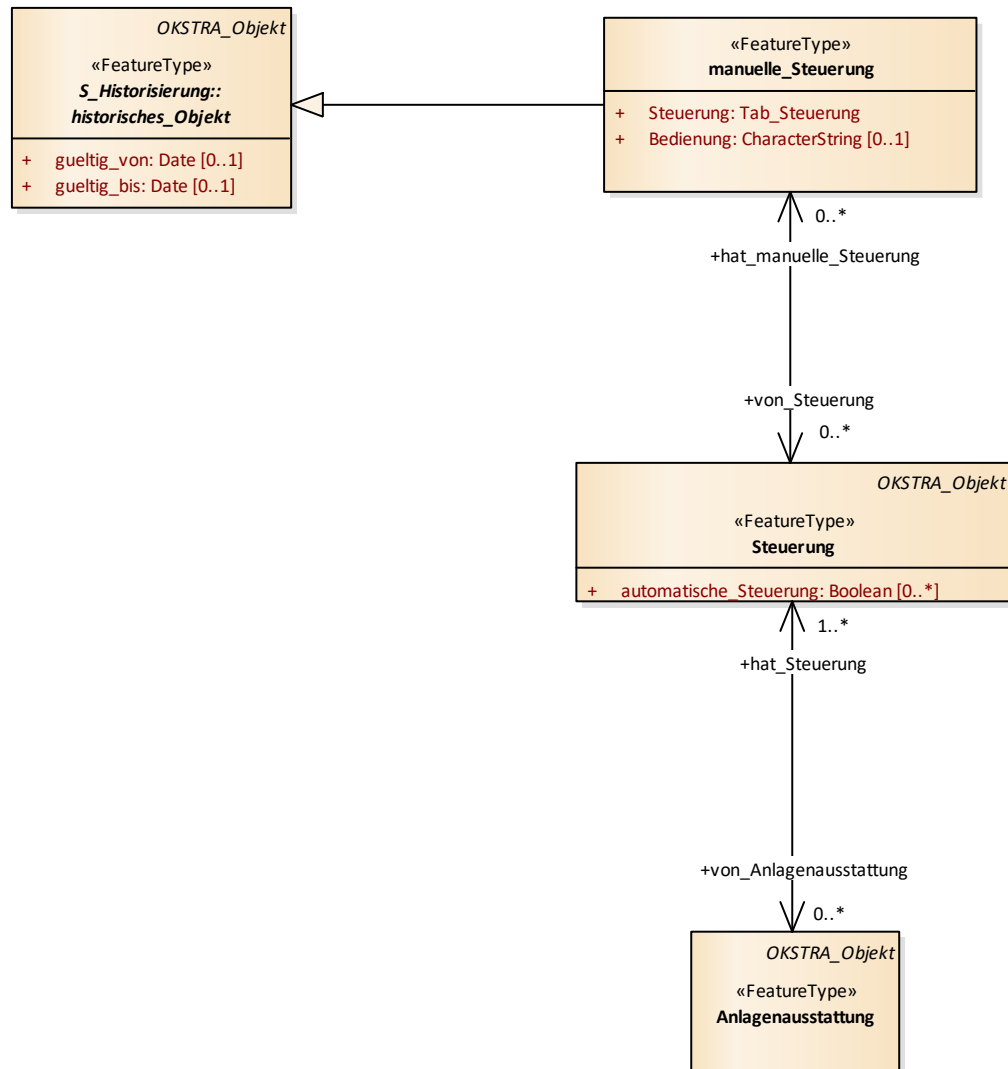 OKSTRA_Objekt
«FeatureType»
S_Historisierung::
historisches_Objekt
+ gueltig_von: Date [0..1]
+ gueltig_bis: Date [0..1]
«FeatureType»
manuelle_Steuerung
+ Steuerung: Tab_Steuerung
+ Bedienung: CharacterString [0..1]
0..*
+hat_manuelle_Steuerung
+von_Steuerung
0..*
OKSTRA_Objekt
«FeatureType»
Steuerung
+ automatische_Steuerung: Boolean [0..*]
1..*
+hat_Steuerung
+von_Anlagenausstattung
0..*
OKSTRA_Objekt
«FeatureType»
Anlagenausstattung